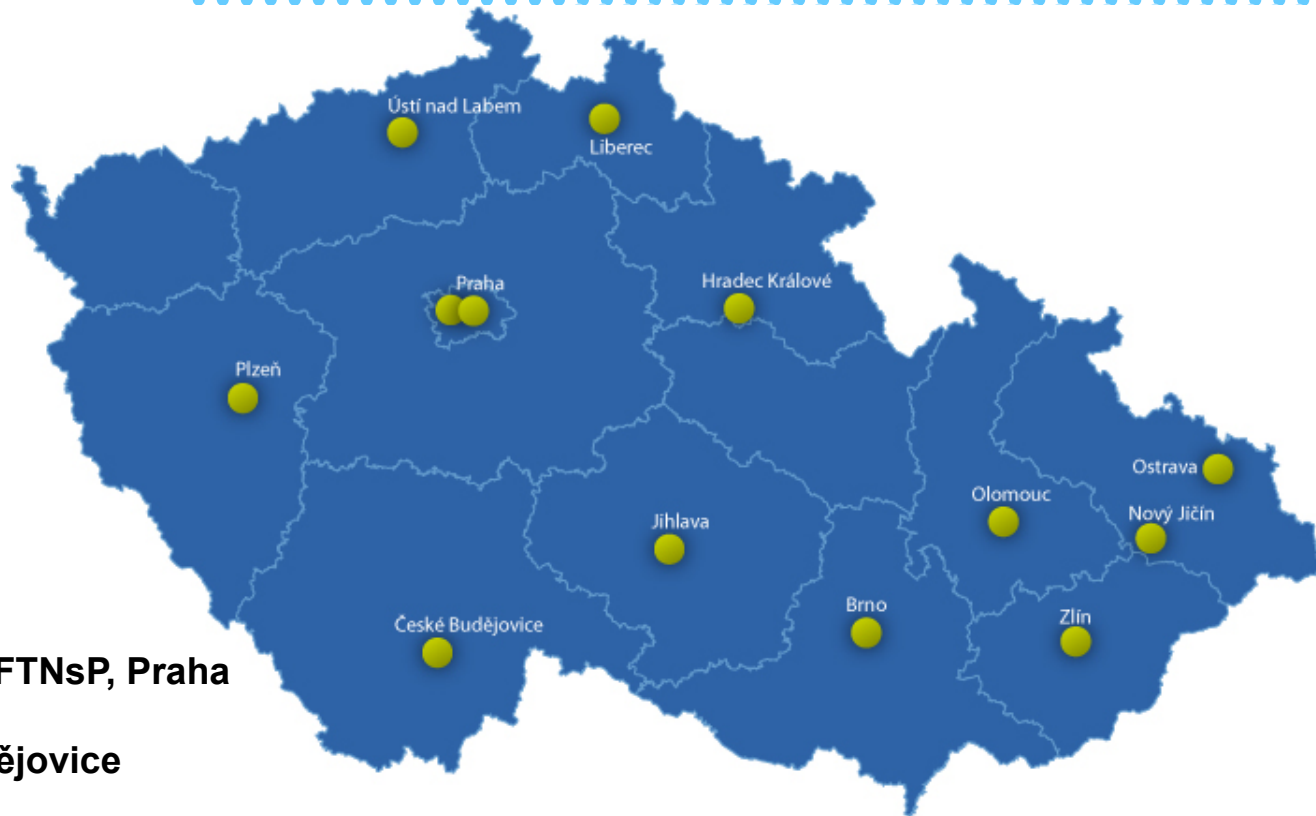 Ústí nad Labem
Liberec
Praha
Hradec Králové
Plzeň
Ostrava
Olomouc
Nový Jičín
Jihlava
Brno
Zlín
České Budějovice
FTNsP, Praha
ějovice